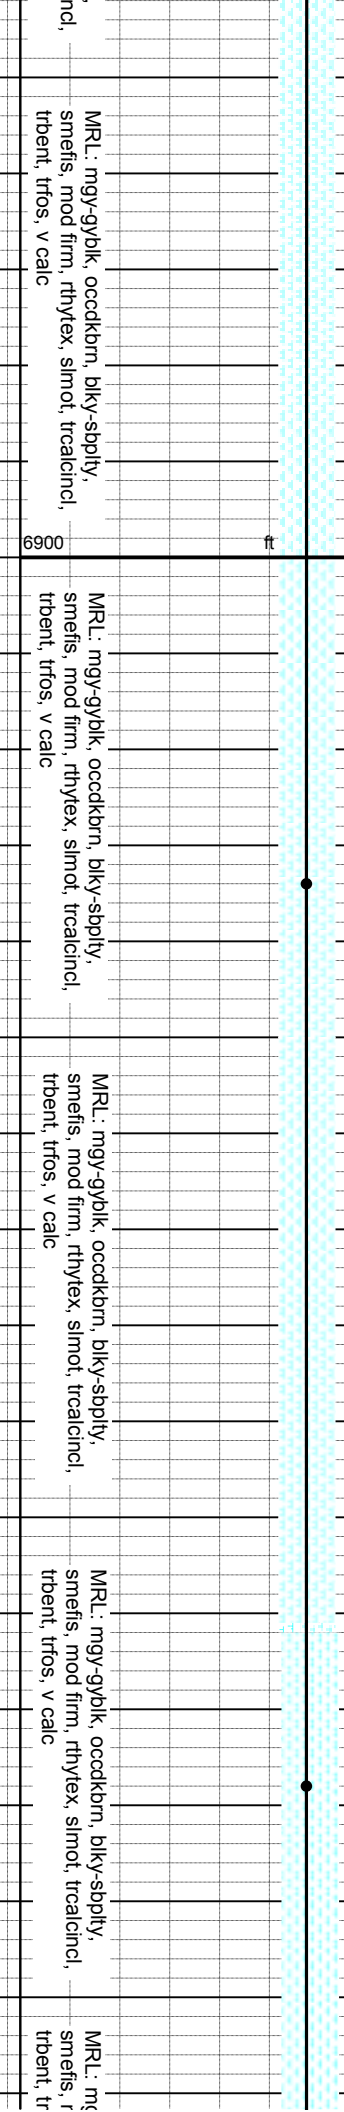 ncl,
MRL: mgy-gyblk, occdkbrn, blky-sbplty,
smefis, mod firm, rthytex, slmot, trcalcincl,
trbent, trfos, v calc
6900 ft
MRL: mgy-gyblk, occdkbrn, blky-sbplty,
smefis, mod firm, rthytex, slmot, trcalcincl,
trbent, trfos, v calc
MRL: mgy-gyblk, occdkbrn, blky-sbplty,
smefis, mod firm, rthytex, slmot, trcalcincl,
trbent, trfos, v calc
MRL: mgy-gyblk, occdkbrn, blky-sbplty,
smefis, mod firm, rthytex, slmot, trcalcincl,
trbent, trfos, v calc
MRL:
smefis,
trbent,